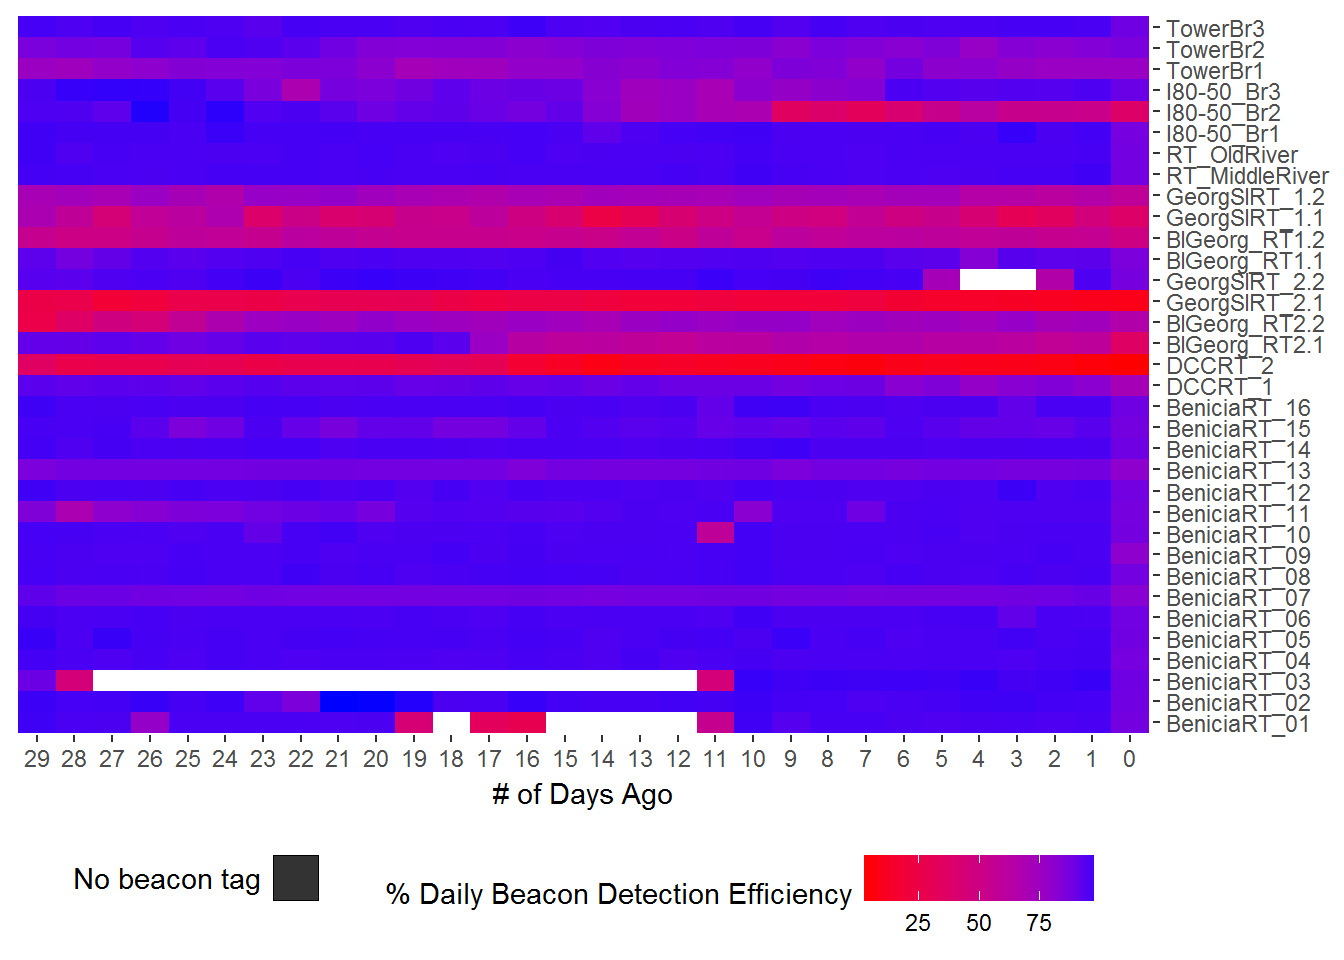 TowerBr3
TowerBr2
TowerBr1
I80-50_Br3
I80-50_Br2
I80-50_Br1
RT_OldRiver
RT_MiddleRiver
GeorgSlRT_1.2
GeorgSlRT_1.1
BlGeorg_RT1.2
BlGeorg_RT1.1
GeorgSlRT_2.2
GeorgSlRT_2.1
BlGeorg_RT2.2
BlGeorg_RT2.1
DCCRT_2
DCCRT_1
BeniciaRT_16
BeniciaRT_15
BeniciaRT_14
BeniciaRT_13
BeniciaRT_12
BeniciaRT_11
BeniciaRT_10
BeniciaRT_09
BeniciaRT_08
BeniciaRT_07
BeniciaRT_06
BeniciaRT_05
BeniciaRT_04
BeniciaRT_03
BeniciaRT_02
BeniciaRT_01
29 28 27 26 25 24 23 22 21 20 19 18 17 16 15 14 13 12 11 10 9 8 7 6 5 4 3 2 1 0
# of Days Ago
No beacon tag
% Daily Beacon Detection Efficiency
25 50 75